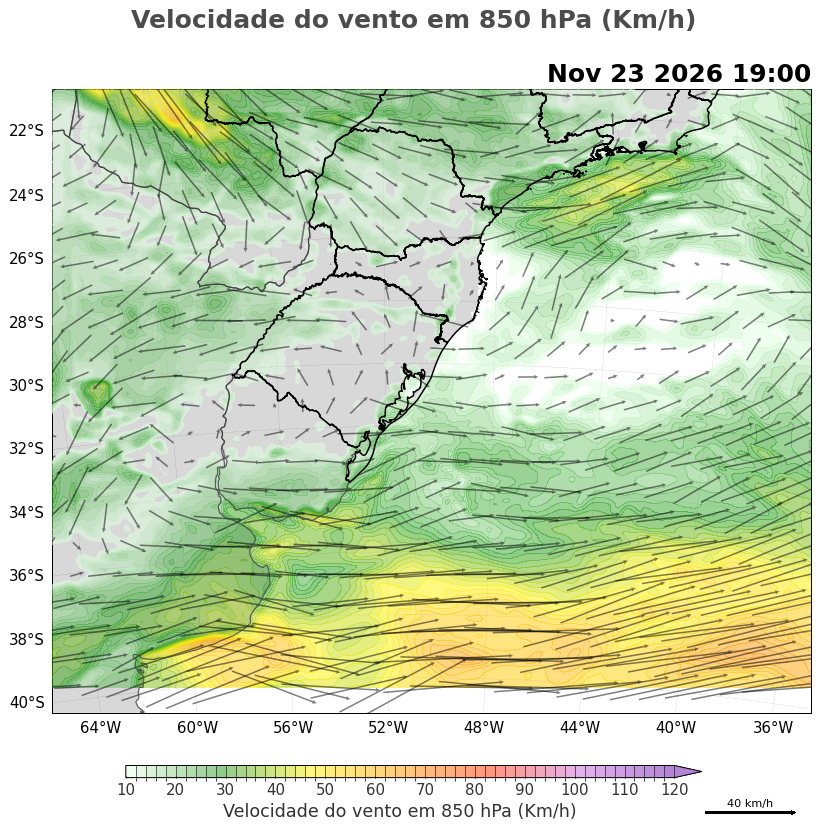 Velocidade do vento em 850 hPa (Km/h)
Nov 23 2026 19:00
22°S
24°S
26°S
28°S
30°S
32°S
34°S
36°S
38°S
40°S
64°W 60°W 56°W 52°W 48°W 44°W 40°W 36°W
10 20 30 40 50 60 70 80 90 100 110 120
Velocidade do vento em 850 hPa (Km/h)
40 km/h